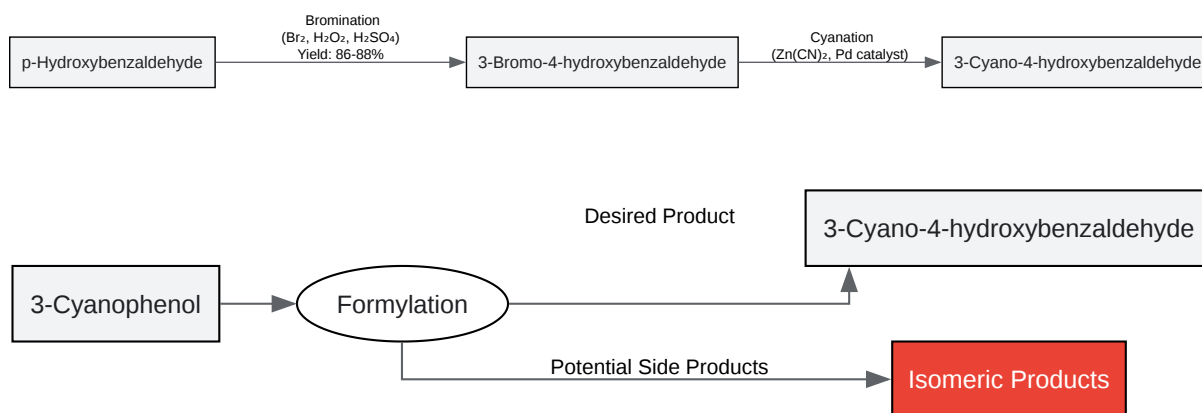 Bromination
(Br₂, H₂O₂, H₂SO₄)
Yield: 86-88%
Cyanation
(Zn(CN)₂, Pd catalyst)
p-Hydroxybenzaldehyde
3-Bromo-4-hydroxybenzaldehyde
3-Cyano-4-hydroxybenzaldehyde
Desired Product
3-Cyano-4-hydroxybenzaldehyde
3-Cyanophenol
Formylation
Potential Side Products
Isomeric Products